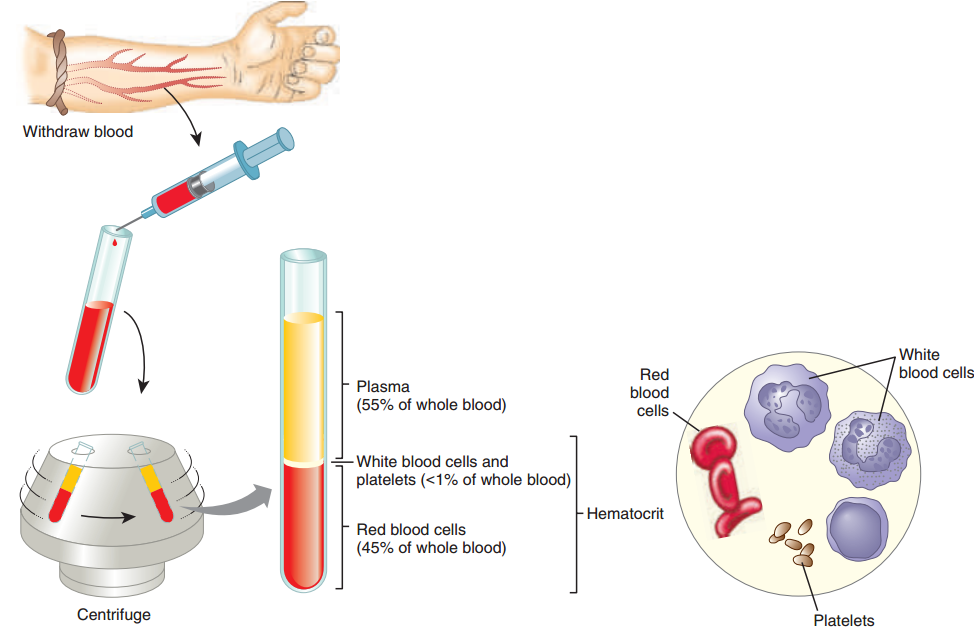 Withdraw blood
Plasma
(55% of whole blood)
White blood cells and
platelets (<1% of whole blood)
Red blood cells
(45% of whole blood)
Hematocrit
Centrifuge
Red
blood
cells
White
blood cells
Platelets